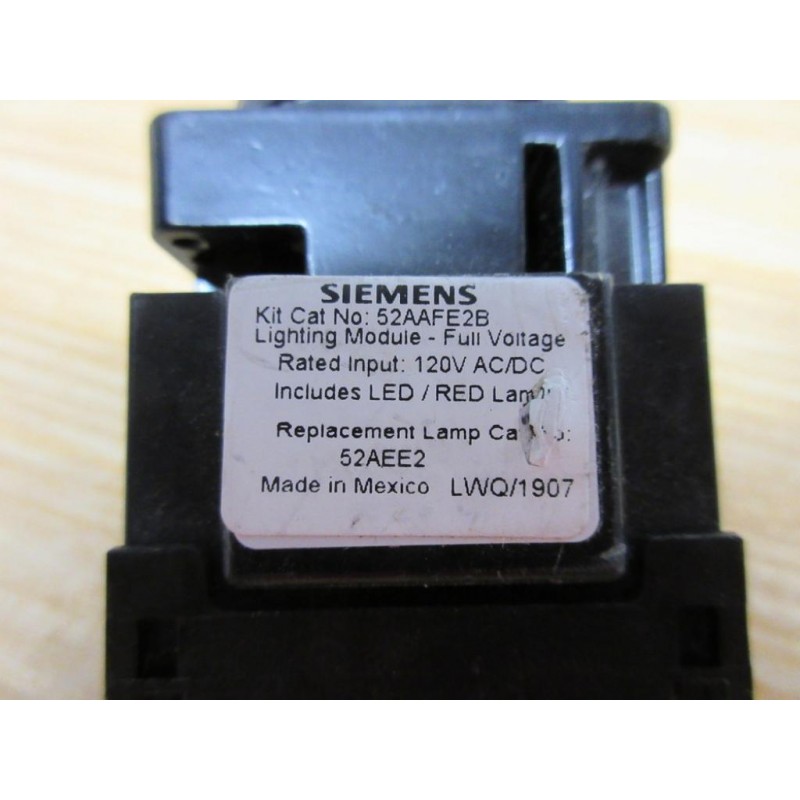 SIEMENS
Kit Cat No: 52AAFE2B
Lighting Module - Full Voltage
Rated Input: 120V AC/DC
Includes LED / RED
Replacement Lamp
52AEE2
Made in Mexico LWQ/1907